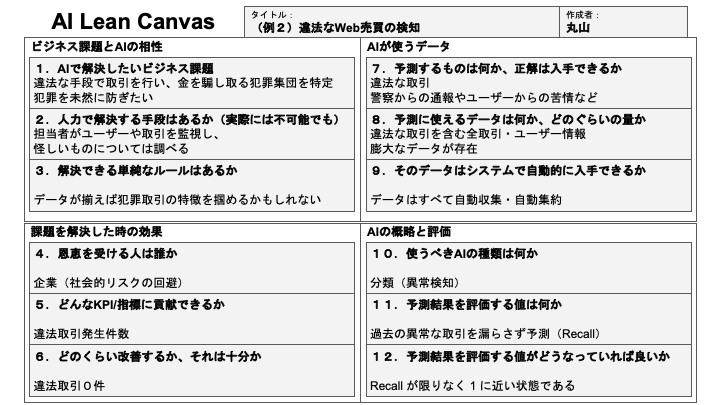 AI Lean Canvas
タイトル：
（例２）違法なWeb売買の検知
作成者：
丸山
ビジネス課題とAIの相性
１．AIで解決したいビジネス課題
違法な手段で取引を行い、金を騙し取る犯罪集団を特定
犯罪を未然に防ぎたい
２．人力で解決する手段はあるか（実際には不可能でも）
担当者がユーザーや取引を監視し、
怪しいものについては調べる
３．解決できる単純なルールはあるか
データが揃えば犯罪取引の特徴を掴めるかもしれない
AIが使うデータ
７．予測するものは何か、正解は入手できるか
違法な取引
警察からの通報やユーザーからの苦情など
８．予測に使えるデータは何か、どのぐらいの量か
違法な取引を含む全取引・ユーザー情報
膨大なデータが存在
９．そのデータはシステムで自動的に入手できるか
データはすべて自動収集・自動集約
課題を解決した時の効果
４．恩恵を受ける人は誰か
企業（社会的リスクの回避）
５．どんなKPI/指標に貢献できるか
違法取引発生件数
６．どのくらい改善するか、それは十分か
違法取引０件
AIの概略と評価
１０．使うべきAIの種類は何か
分類（異常検知）
１１．予測結果を評価する値は何か
過去の異常な取引を漏らさず予測（Recall）
１２．予測結果を評価する値がどうなっていれば良いか
Recall が限りなく１に近い状態である